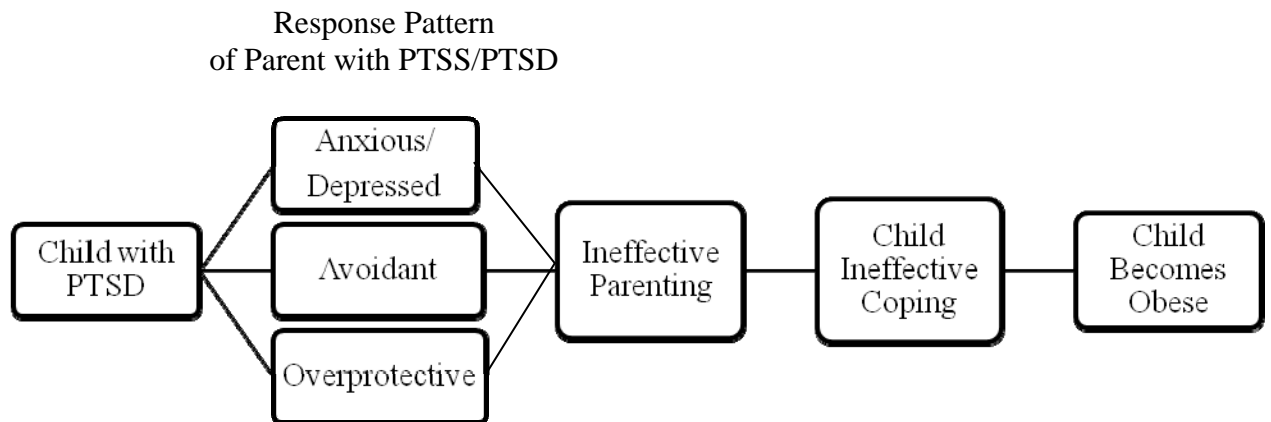 Response Pattern
of Parent with PTSS/PTSD
Child with
PTSD
Anxious/
Depressed
Avoidant
Overprotective
Ineffective
Parenting
Child
Ineffective
Coping
Child
Becomes
Obese